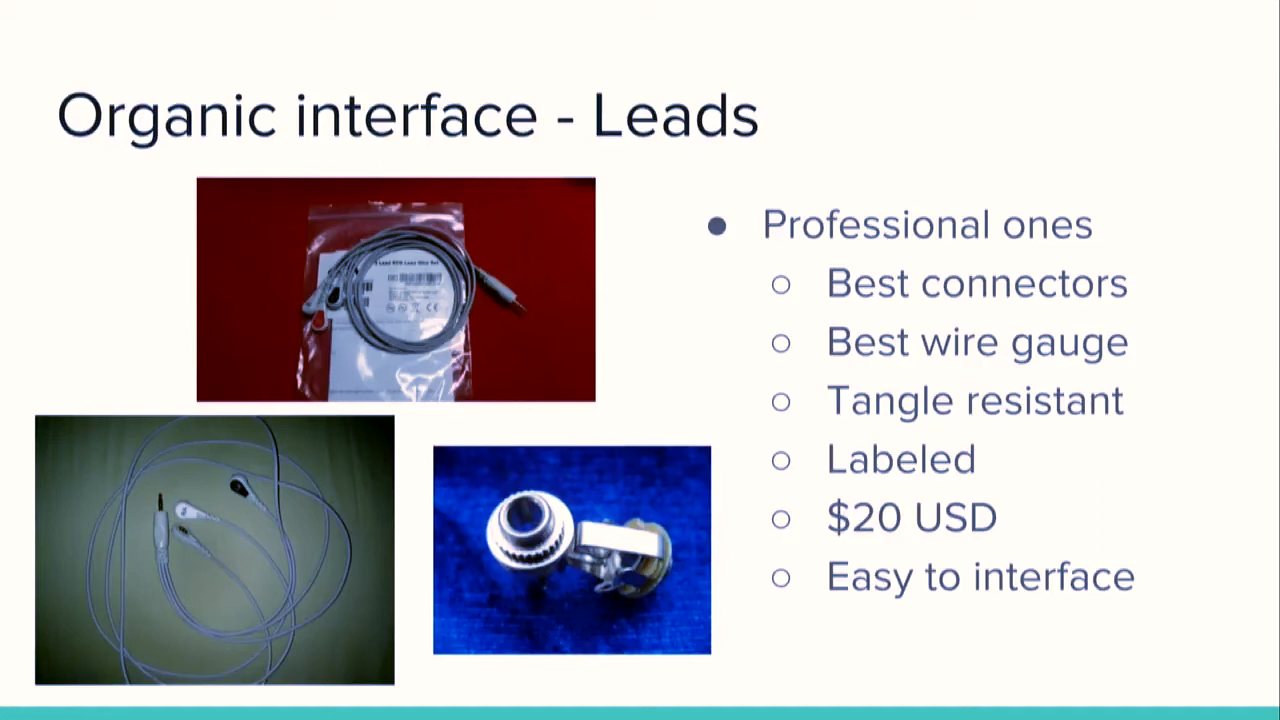 Organic interface - Leads
● Professional ones
○ Best connectors
○ Best wire gauge
○ Tangle resistant
○ Labeled
○ $20 USD
○ Easy to interface